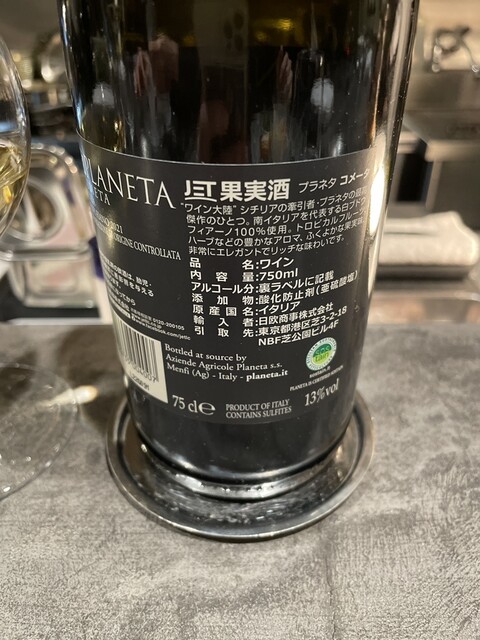 PLANETA
ETA
2021
ORIGINE CONTROLLATA
JET 果実酒 プラネタ コメータ
"ワイン大陸" シチリアの牽引者・プラネタの最初
傑作のひとつ。南イタリアを代表する白ブドウ
フィアーノ100％使用。トロピカルフルーツ
ハーブなどの豊かなアロマ、ふくよかな果実味
非常にエレガントでリッチな味わいです。
品 名:ワイン
内 容 量:750ml
アルコール分:裏ラベルに記載
添 加 物:酸化防止剤(亜硫酸塩)
原 産 国 名:イタリア
輸 入 者:日欧商事株式会社
引 取 先:東京都港区芝3-2-18
NBF芝公園ビル4F
0120-200105
Bottled at source by
Aziende Agricole Planeta s.s.
Menfi (Ag) - Italy - planeta.it
75 cl e
PRODUCT OF ITALY
CONTAINS SULFITES
13%vol